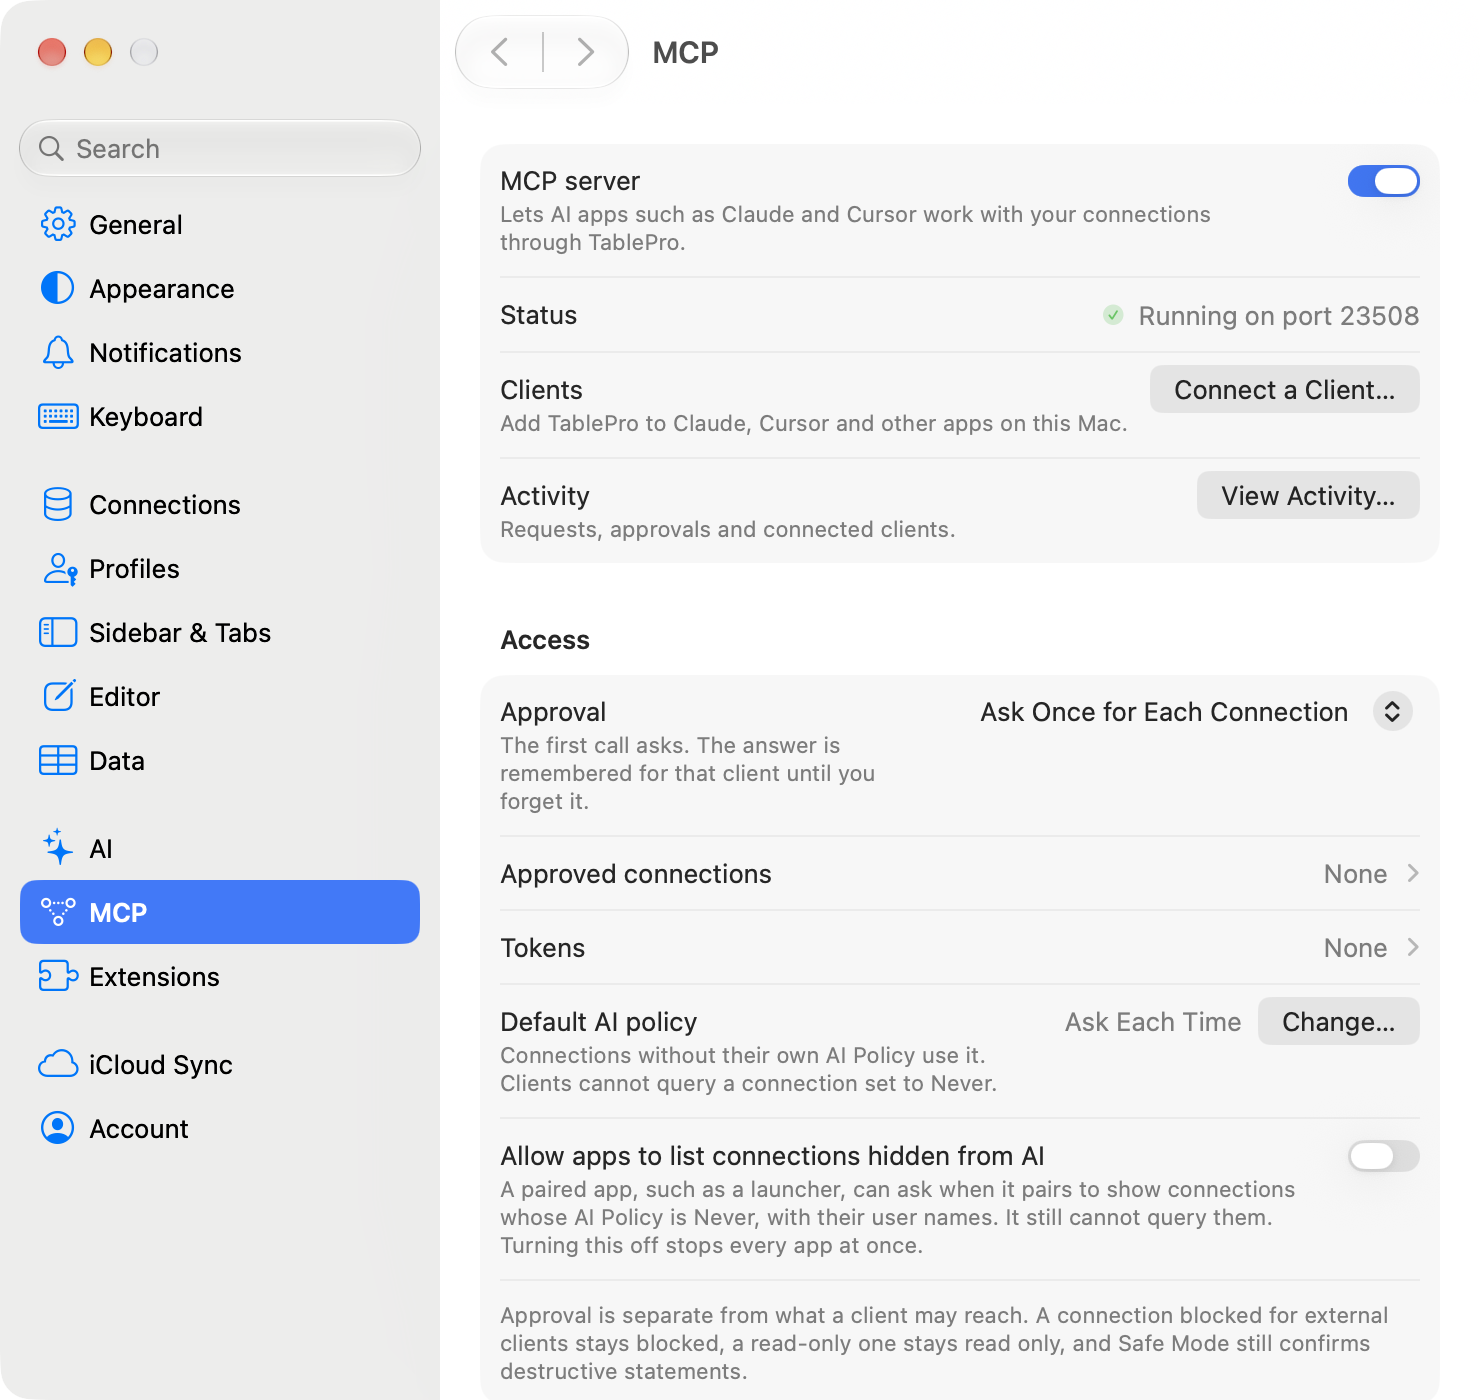 MCP
Search
General
Appearance
Notifications
Keyboard
Connections
Profiles
Sidebar & Tabs
Editor
Data
AI
MCP
Extensions
iCloud Sync
Account
MCP server
Lets AI apps such as Claude and Cursor work with your connections
through TablePro.
Status
Running on port 23508
Clients
Connect a Client...
Add TablePro to Claude, Cursor and other apps on this Mac.
Activity
View Activity...
Requests, approvals and connected clients.
Access
Approval
Ask Once for Each Connection
The first call asks. The answer is
remembered for that client until you
forget it.
Approved connections
None
Tokens
None
Default AI policy
Ask Each Time
Change...
Connections without their own AI Policy use it.
Clients cannot query a connection set to Never.
Allow apps to list connections hidden from AI
A paired app, such as a launcher, can ask when it pairs to show connections
whose AI Policy is Never, with their user names. It still cannot query them.
Turning this off stops every app at once.
Approval is separate from what a client may reach. A connection blocked for external
clients stays blocked, a read-only one stays read only, and Safe Mode still confirms
destructive statements.